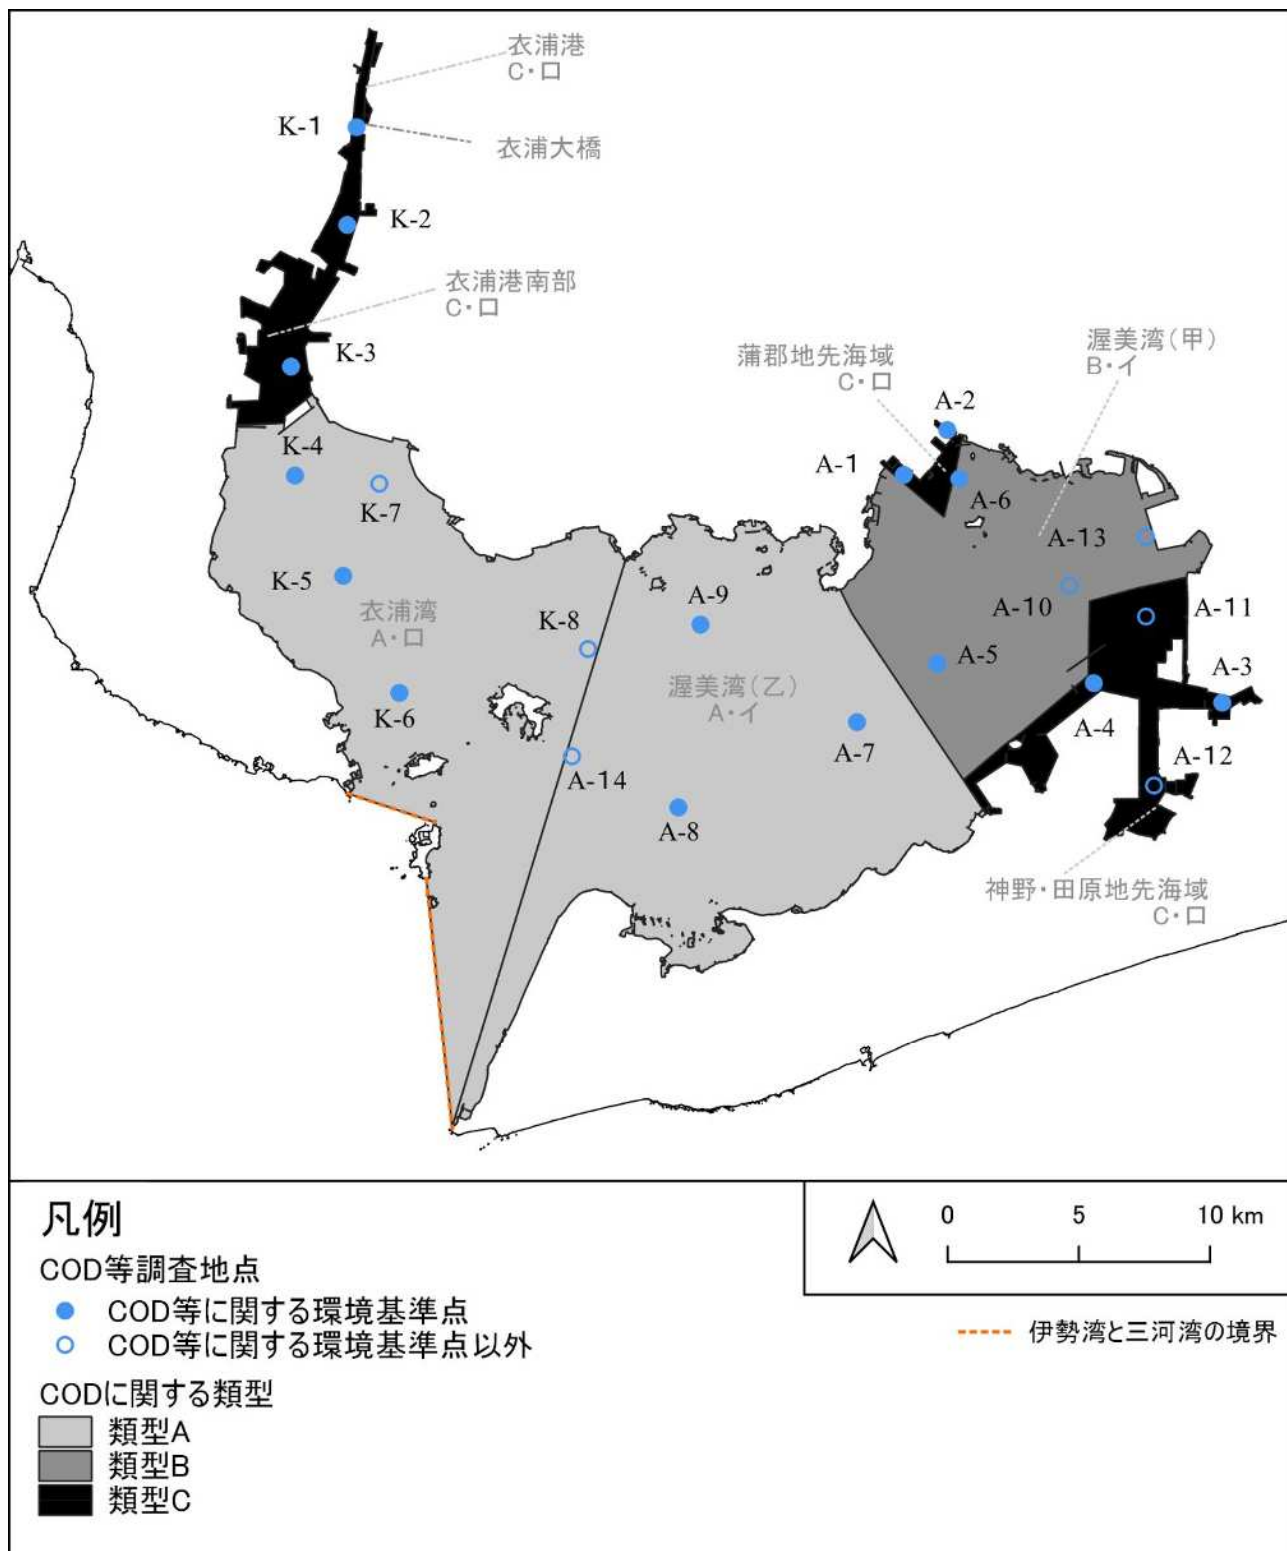 衣浦港
C・ロ
K-1
衣浦大橋
K-2
衣浦港南部
C・ロ
K-3
渥美湾(甲)
B・イ
蒲郡地先海域
C・ロ
A-2
K-4
A-1
K-7
A-6
A-13
K-5
A-10
衣浦湾
A・ロ
K-8
A-9
A-11
A-5
A-3
渥美湾(乙)
A・イ
K-6
A-4
A-7
A-12
A-14
A-8
神野・田原地先海域
C・ロ
凡例
0 5 10 km
COD等調査地点
COD等に関する環境基準点
COD等に関する環境基準点以外
伊勢湾と三河湾の境界
CODに関する類型
類型A
類型B
類型C